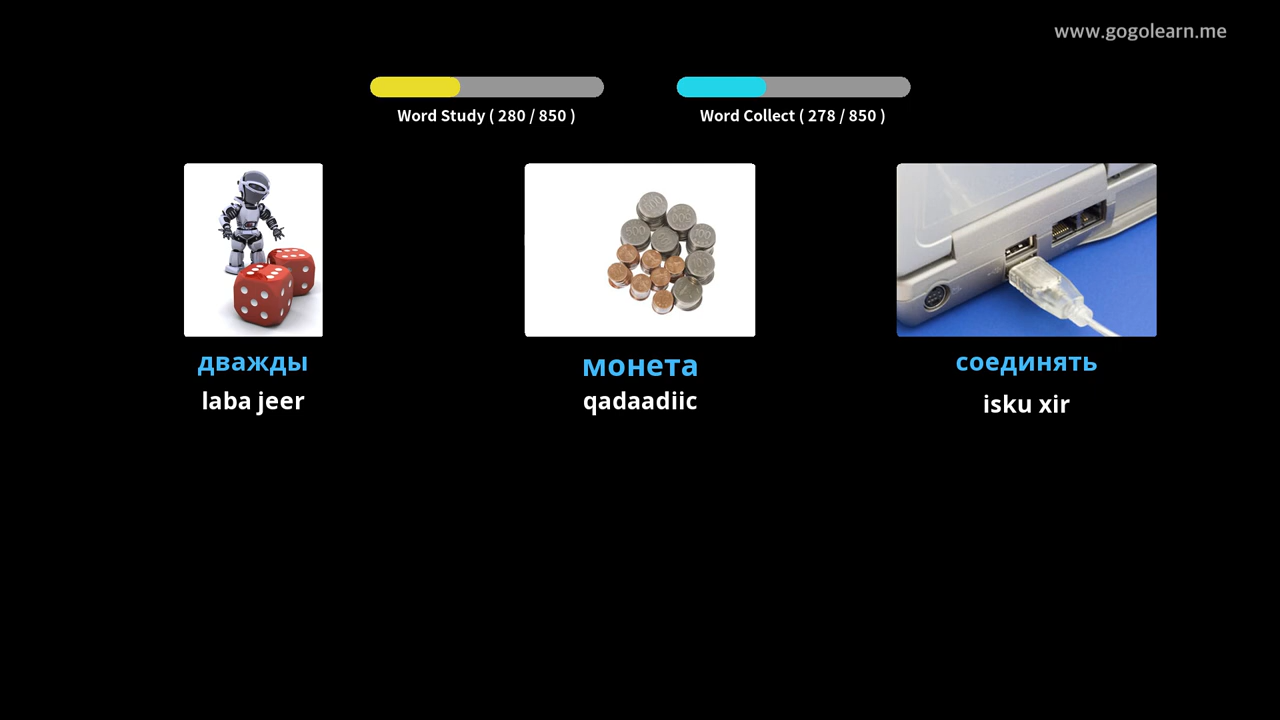 www.gogolearn.me
Word Study ( 280 / 850 )
Word Collect ( 278 / 850 )
дважды
laba jeer
монета
qadaadiic
соединять
isku xir